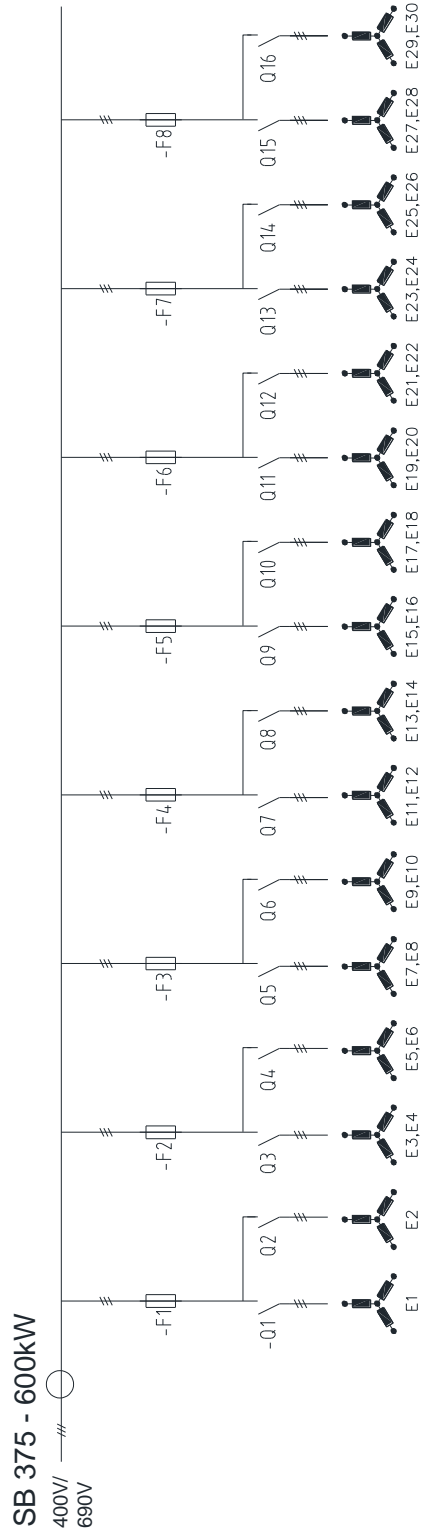 SB 375 - 600kW
400V/
690V
-F1
-F2
-F3
-F4
-F5
-F6
-F7
-F8
-Q1
Q2
Q3
Q4
Q5
Q6
Q7
Q8
Q9
Q10
Q11
Q12
Q13
Q14
Q15
Q16
E1
E2
E3,E4
E5,E6
E7,E8
E9,E10
E11,E12
E13,E14
E15,E16
E17,E18
E19,E20
E21,E22
E23,E24
E25,E26
E27,E28
E29,E30